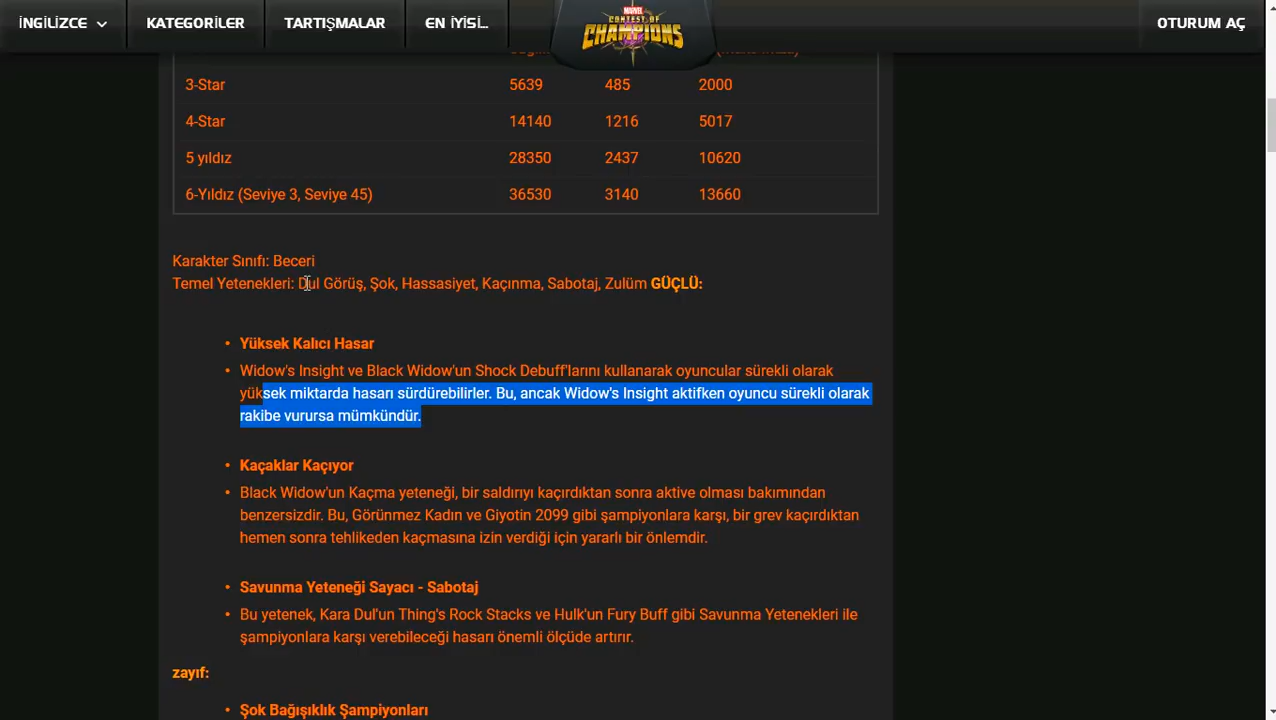 İNGİLİZCE
KATEGORİLER
TARTIŞMALAR
EN İYİSİ..
MARVEL
CONTEST OF
CHAMPIONS
OTURUM AÇ
3-Star 5639 485 2000
4-Star 14140 1216 5017
5 yıldız 28350 2437 10620
6-Yıldız (Seviye 3, Seviye 45) 36530 3140 13660
Karakter Sınıfı: Beceri
Temel Yetenekleri: Dul Görüş, Şok, Hassasiyet, Kaçınma, Sabotaj, Zulüm GÜÇLÜ:
• Yüksek Kalıcı Hasar
• Widow's Insight ve Black Widow'un Shock Debuff'larını kullanarak oyuncular sürekli olarak
yüksek miktarda hasarı sürdürebilirler. Bu, ancak Widow's Insight aktifken oyuncu sürekli olarak
rakibe vurursa mümkündür.
• Kaçaklar Kaçıyor
• Black Widow'un Kaçma yeteneği, bir saldırıyı kaçırdıktan sonra aktive olması bakımından
benzersizdir. Bu, Görünmez Kadın ve Giyotin 2099 gibi şampiyonlara karşı, bir grev kaçırdıktan
hemen sonra tehlikeden kaçmasına izin verdiği için yararlı bir önlemdir.
• Savunma Yeteneği Sayacı - Sabotaj
• Bu yetenek, Kara Dul'un Thing's Rock Stacks ve Hulk'un Fury Buff gibi Savunma Yetenekleri ile
şampiyonlara karşı verebileceği hasarı önemli ölçüde artırır.
zayıf:
• Şok Bağışıklık Şampiyonları